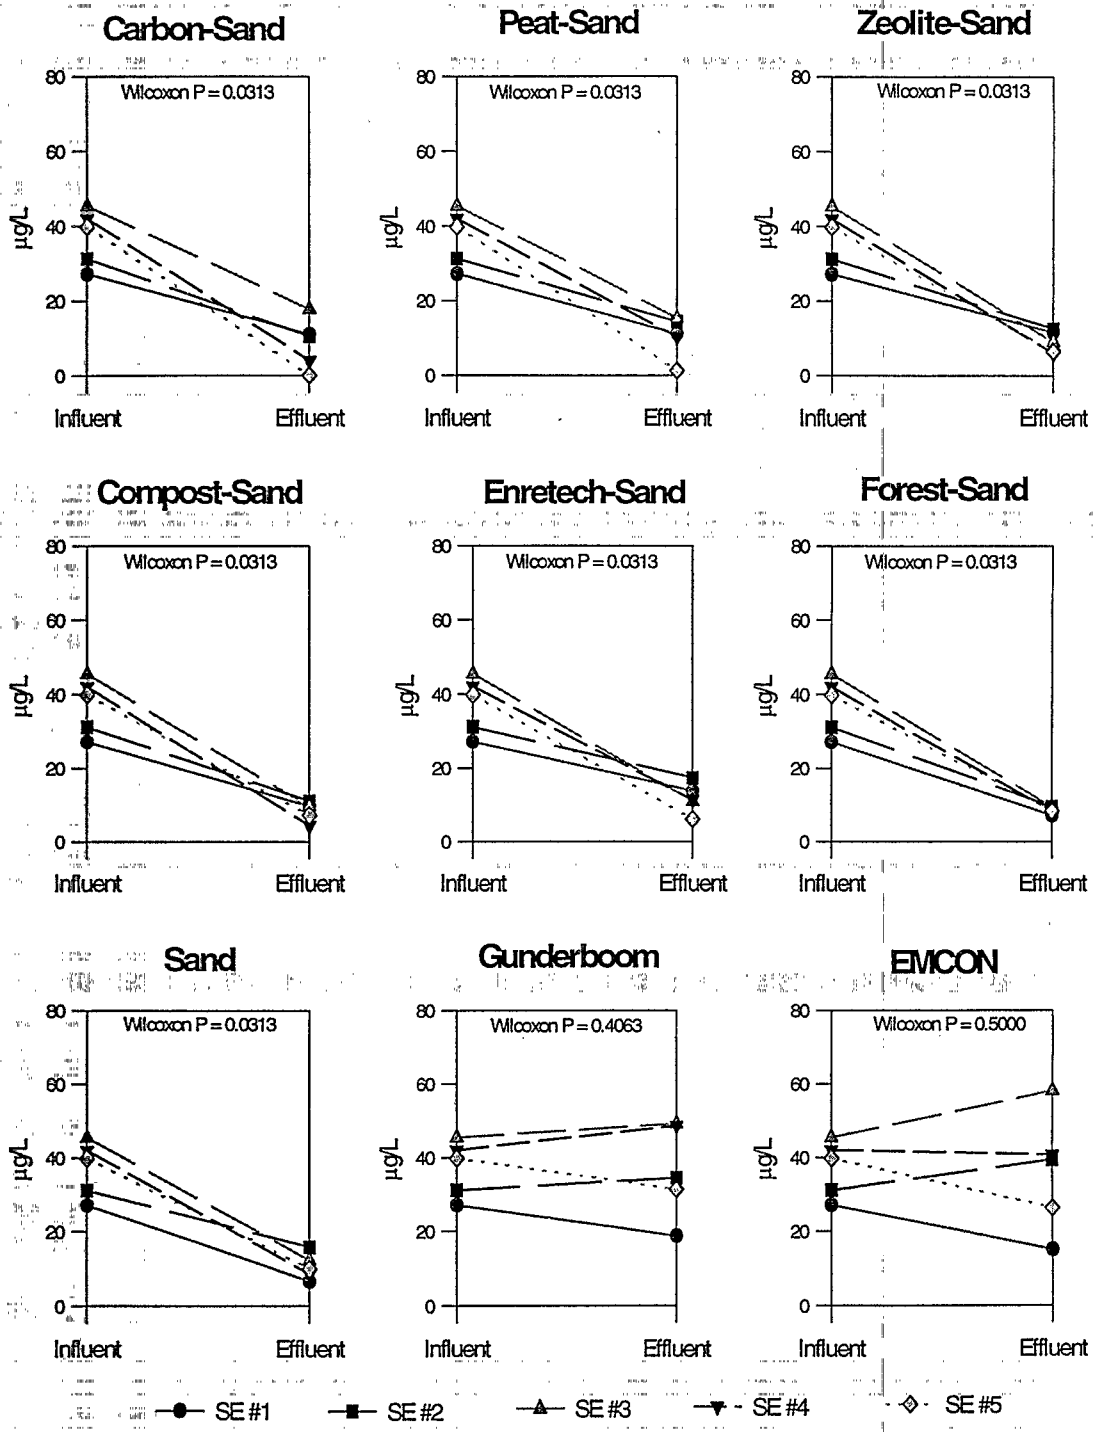 Carbon-Sand
Peat-Sand
Zeolite-Sand
80
Wilcoxon P = 0.0313
60
µg/L
40
20
0
Influent
Effluent
80
Wilcoxon P = 0.0313
60
µg/L
40
20
0
Influent
Effluent
80
Wilcoxon P = 0.0313
60
µg/L
40
20
0
Influent
Effluent
Compost-Sand
Enretech-Sand
Forest-Sand
80
Wilcoxon P = 0.0313
60
µg/L
40
20
0
Influent
Effluent
80
Wilcoxon P = 0.0313
60
µg/L
40
20
0
Influent
Effluent
80
Wilcoxon P = 0.0313
60
µg/L
40
20
0
Influent
Effluent
Sand
Gunderboom
EMCON
80
Wilcoxon P = 0.0313
60
µg/L
40
20
0
Influent
Effluent
80
Wilcoxon P = 0.4063
60
µg/L
40
20
0
Influent
Effluent
80
Wilcoxon P = 0.5000
60
µg/L
40
20
0
Influent
Effluent
SE #1
SE #2
SE #3
SE #4
SE #5